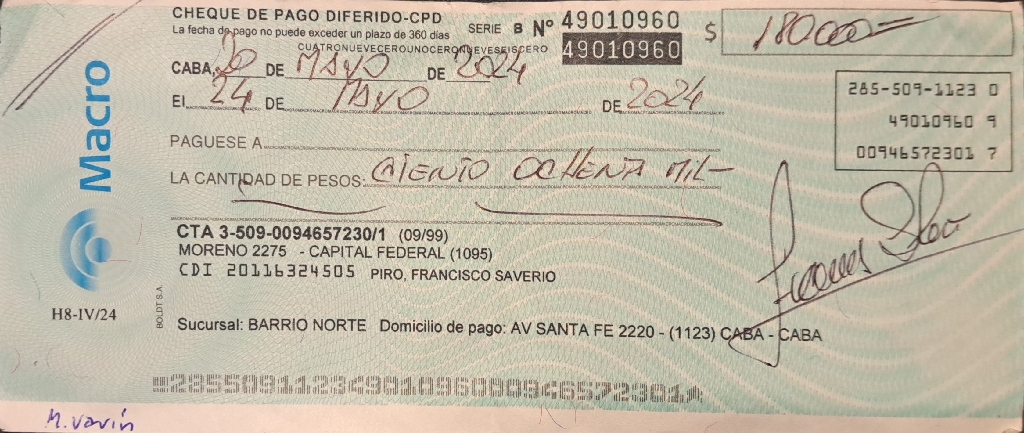 CHEQUE DE PAGO DIFERIDO-CPD SERIE B Nº 49010960 $ 180000=
La fecha de pago no puede exceder un plazo de 360 días
CUATRONUEVECEROUNOCERONUEVESEISCERO 49010960
CABA, 20 DE MAYO DE 2024
El 24 DE MAYO DE 2024
285-509-1123 0
49010960 9
00946572301 7
PAGUESE A
LA CANTIDAD DE PESOS: CIENTO OCHENTA MIL-
CTA 3-509-0094657230/1 (09/99)
MORENO 2275 - CAPITAL FEDERAL (1095)
CDI 20116324505 PIRO, FRANCISCO SAVERIO
Sucursal: BARRIO NORTE Domicilio de pago: AV SANTA FE 2220 - (1123) CABA - CABA
Macro
H8-IV/24
BOLDT S.A.
28550911234901096000946572301
M. vavín